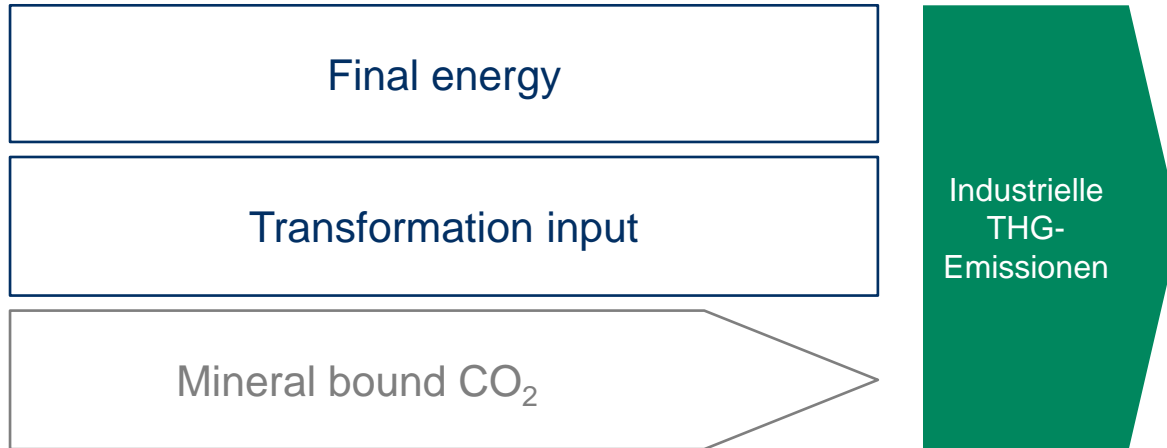 Final energy
Transformation input
Mineral bound CO₂
Industrielle
THG-
Emissionen